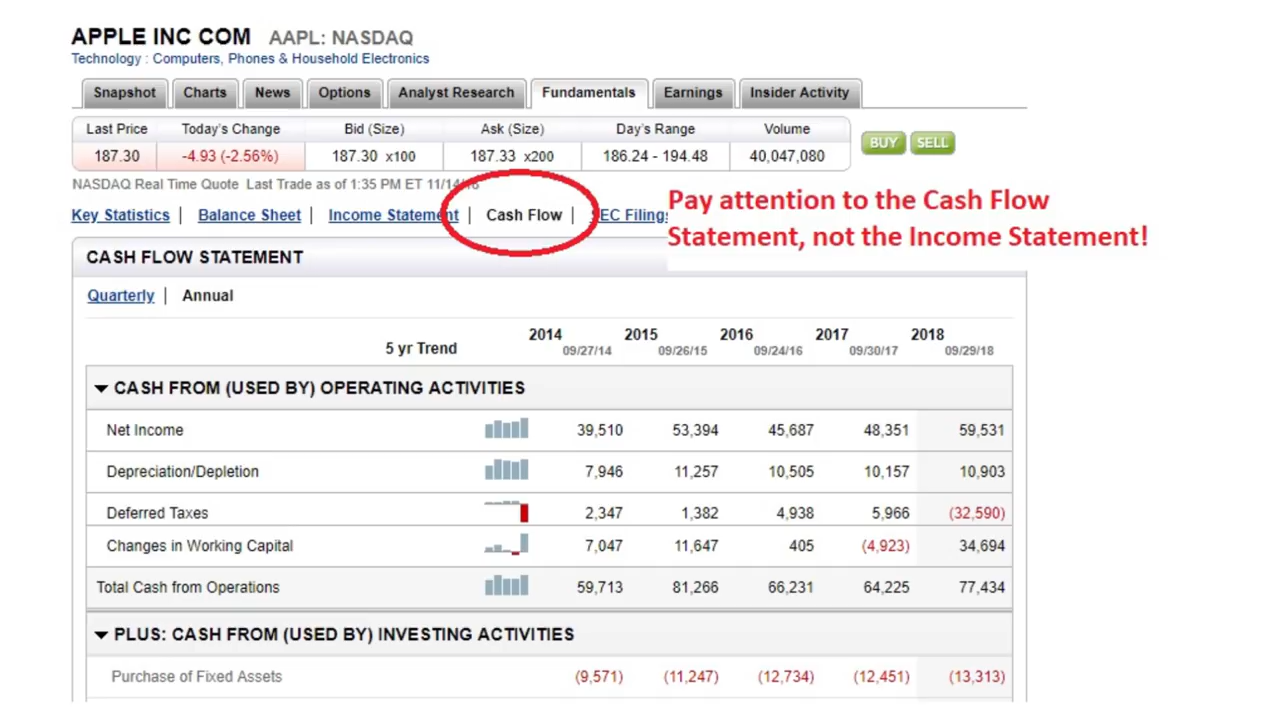 APPLE INC COM AAPL: NASDAQ
Technology : Computers, Phones & Household Electronics
Snapshot Charts News Options Analyst Research Fundamentals Earnings Insider Activity
Last Price Today's Change Bid (Size) Ask (Size) Day's Range Volume
187.30 -4.93 (-2.56%) 187.30 x100 187.33 x200 186.24 - 194.48 40,047,080 BUY SELL
NASDAQ Real Time Quote Last Trade as of 1:35 PM ET 11/14/18
Key Statistics | Balance Sheet | Income Statement | Cash Flow | SEC Filings
Pay attention to the Cash Flow
Statement, not the Income Statement!
CASH FLOW STATEMENT
Quarterly | Annual
2014 2015 2016 2017 2018
5 yr Trend 09/27/14 09/26/15 09/24/16 09/30/17 09/29/18
CASH FROM (USED BY) OPERATING ACTIVITIES
Net Income 39,510 53,394 45,687 48,351 59,531
Depreciation/Depletion 7,946 11,257 10,505 10,157 10,903
Deferred Taxes 2,347 1,382 4,938 5,966 (32,590)
Changes in Working Capital 7,047 11,647 405 (4,923) 34,694
Total Cash from Operations 59,713 81,266 66,231 64,225 77,434
PLUS: CASH FROM (USED BY) INVESTING ACTIVITIES
Purchase of Fixed Assets (9,571) (11,247) (12,734) (12,451) (13,313)